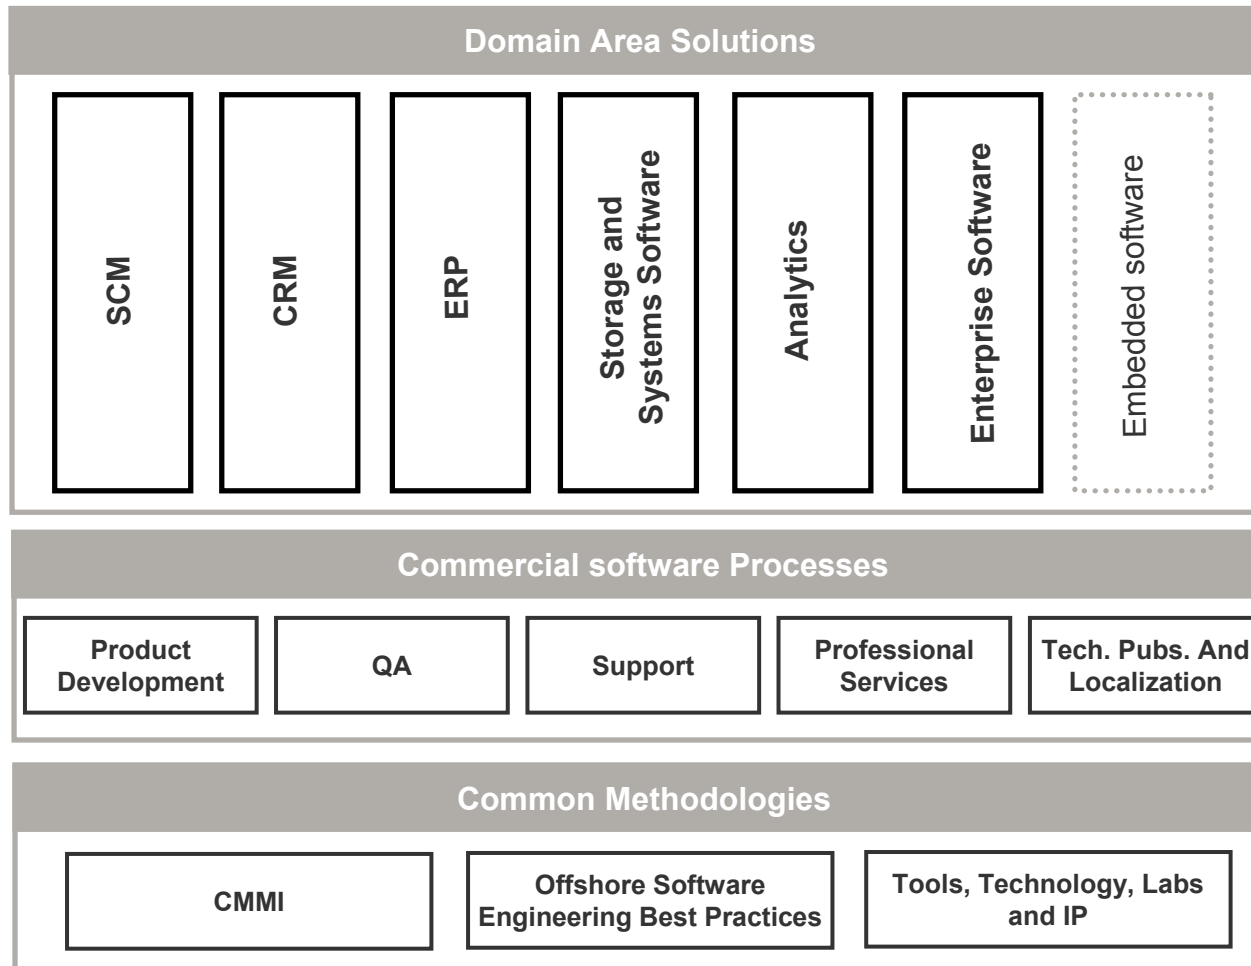 Domain Area Solutions
SCM
CRM
ERP
Storage and
Systems Software
Analytics
Enterprise Software
Embedded software
Commercial software Processes
Product
Development
QA
Support
Professional
Services
Tech. Pubs. And
Localization
Common Methodologies
CMMI
Offshore Software
Engineering Best Practices
Tools, Technology, Labs
and IP